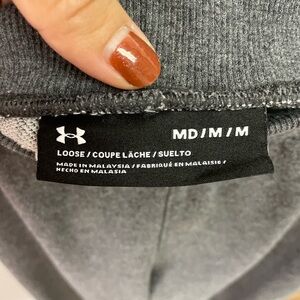 MD / M / M
LOOSE / COUPE LÂCHE / SUELTO
MADE IN MALAYSIA / FABRIQUÉ EN MALAISIE /
HECHO EN MALASIA